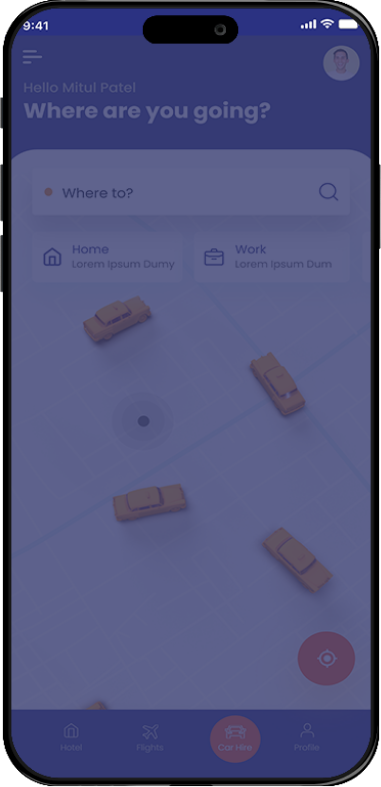 9:41
Hello Mitul Patel
Where are you going?
Where to?
Home
Lorem Ipsum Dumy
Work
Lorem Ipsum Dum
Hotel
Flights
Car Hire
Profile